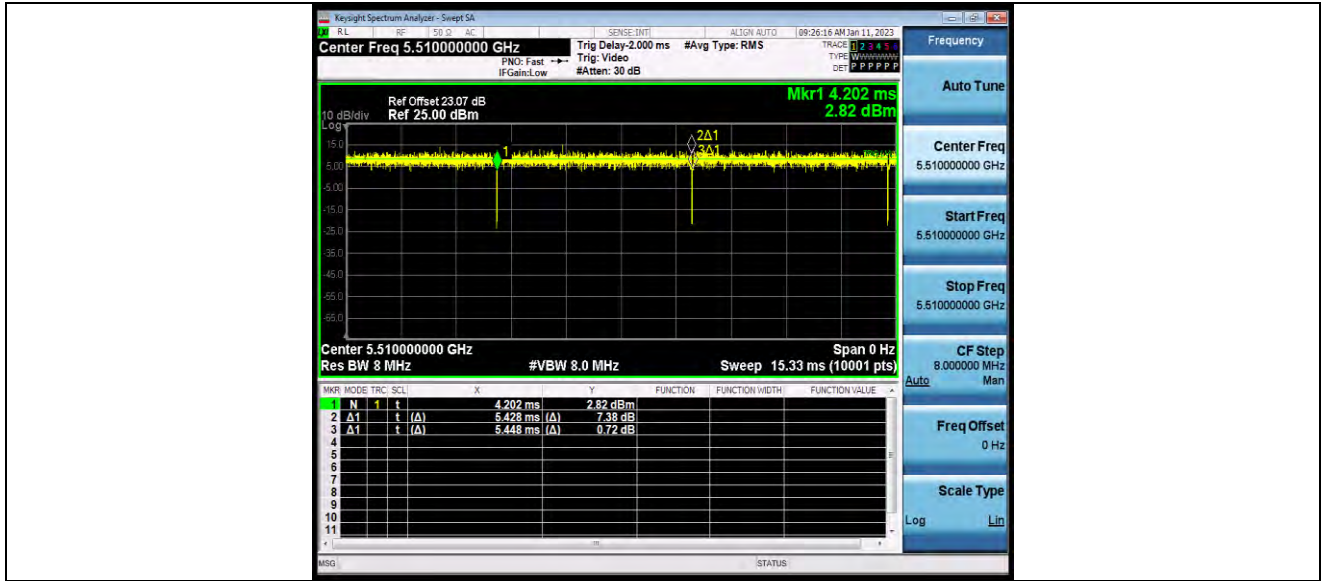 Keysight Spectrum Analyzer - Swept SA
RL RF 50 Ω AC SENSE:INT ALIGN AUTO 09:26:16 AM Jan 11, 2023
Center Freq 5.510000000 GHz
PNO: Fast
IFGain:Low
Trig Delay-2.000 ms
Trig: Video
#Atten: 30 dB
#Avg Type: RMS
TRACE 1 2 3 4 5 6
TYPE WWWWWW
DET P P P P P P
Mkr1 4.202 ms
2.82 dBm
Ref Offset 23.07 dB
10 dB/div Ref 25.00 dBm
Log
15.0
5.00
-5.00
-15.0
-25.0
-35.0
-45.0
-55.0
-65.0
1
2Δ1
3Δ1
Center 5.510000000 GHz Span 0 Hz
Res BW 8 MHz #VBW 8.0 MHz Sweep 15.33 ms (10001 pts)
MKR MODE TRC SCL X Y FUNCTION FUNCTION WIDTH FUNCTION VALUE
1 N 1 t 4.202 ms 2.82 dBm
2 Δ1 t (Δ) 5.428 ms (Δ) 7.38 dB
3 Δ1 t (Δ) 5.448 ms (Δ) 0.72 dB
4
5
6
7
8
9
10
11
MSG STATUS
Frequency
Auto Tune
Center Freq
5.510000000 GHz
Start Freq
5.510000000 GHz
Stop Freq
5.510000000 GHz
CF Step
8.000000 MHz
Auto Man
Freq Offset
0 Hz
Scale Type
Log Lin